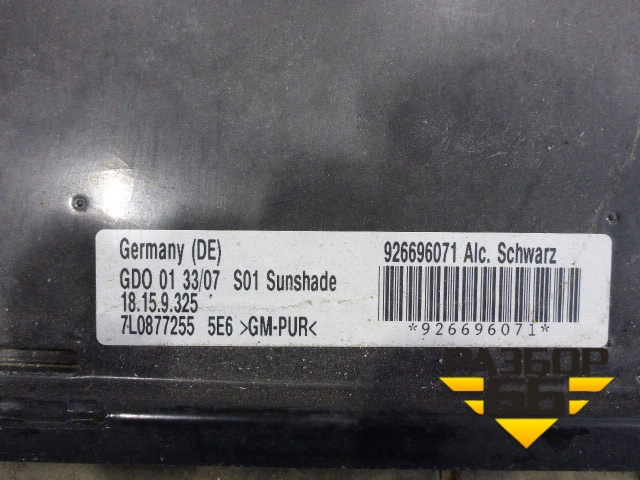 Germany (DE)
926696071 Alc. Schwarz
GDO 01 33/07 S01 Sunshade
18.15.9.325
7L0877255 5E6 >GM-PUR<
*926696071*
РАЗБОР
66